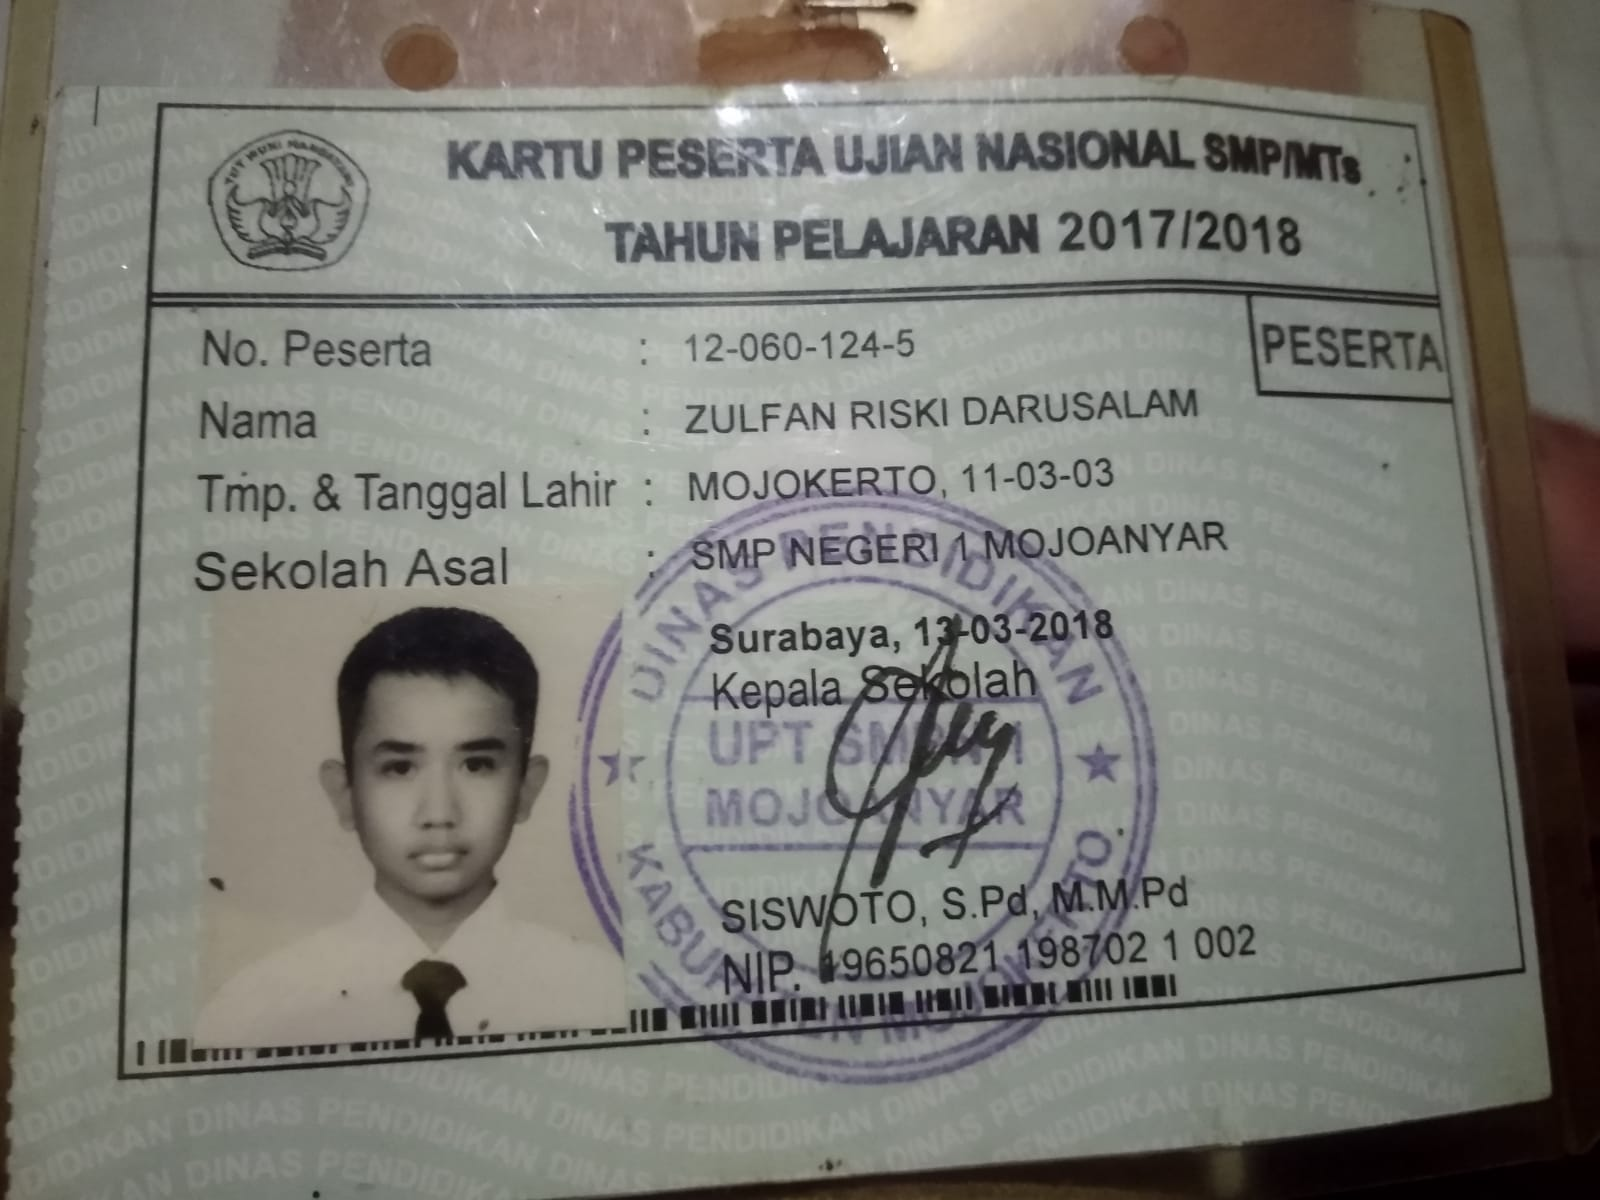 TUT WURI HANDAYANI
KARTU PESERTA UJIAN NASIONAL SMP/MTs
TAHUN PELAJARAN 2017/2018
PESERTA
No. Peserta : 12-060-124-5
Nama : ZULFAN RISKI DARUSALAM
Tmp. & Tanggal Lahir : MOJOKERTO, 11-03-03
Sekolah Asal : SMP NEGERI 1 MOJOANYAR
Surabaya, 13-03-2018
Kepala Sekolah
SISWOTO, S.Pd, M.M.Pd
NIP. 19650821 198702 1 002
DINAS PENDIDIKAN
UPT SMPN 1
MOJOANYAR
KABUPATEN MOJOKERTO
DINAS PENDIDIKAN DINAS PENDIDIKAN DINAS PENDIDIKAN